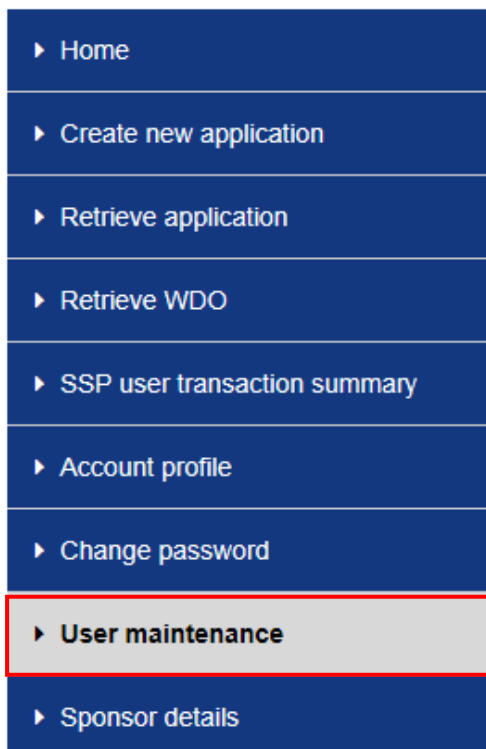 Home
Create new application
Retrieve application
Retrieve WDO
SSP user transaction summary
Account profile
Change password
User maintenance
Sponsor details